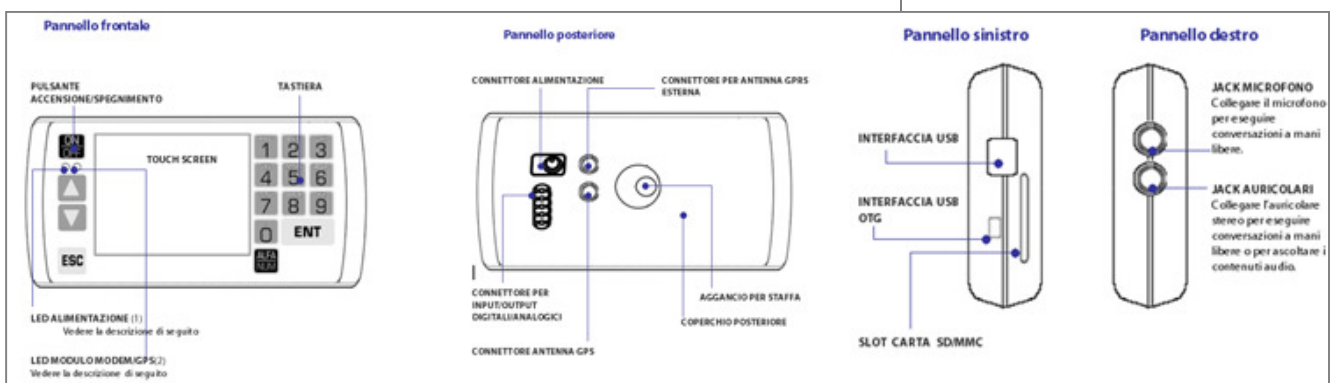 Pannello frontale
PULSANTE
ACCENSIONE/SPEGNIMENTO
TASTIERA
ON
OFF
TOUCH SCREEN
1 2 3
4 5 6
7 8 9
0 ENT
ESC
ALFA
NUM
LED ALIMENTAZIONE (1)
Vedere la descrizione di seguito
LED MODULO MODEM/GPS(2)
Vedere la descrizione di seguito
Pannello posteriore
CONNETTORE ALIMENTAZIONE
CONNETTORE PER ANTENNA GPRS
ESTERNA
CONNETTORE PER
INPUT/OUTPUT
DIGITALI/ANALOGICI
AGGANCIO PER STAFFA
COPERCHIO POSTERIORE
CONNETTORE ANTENNA GPS
Pannello sinistro
INTERFACCIA USB
INTERFACCIA USB
OTG
SLOT CARTA SD/MMC
Pannello destro
JACK MICROFONO
Collegare il microfono
per eseguire
conversazioni a mani
libere.
JACK AURICOLARI
Collegare l'auricolare
stereo per eseguire
conversazioni a mani
libere o per ascoltare i
contenuti audio.